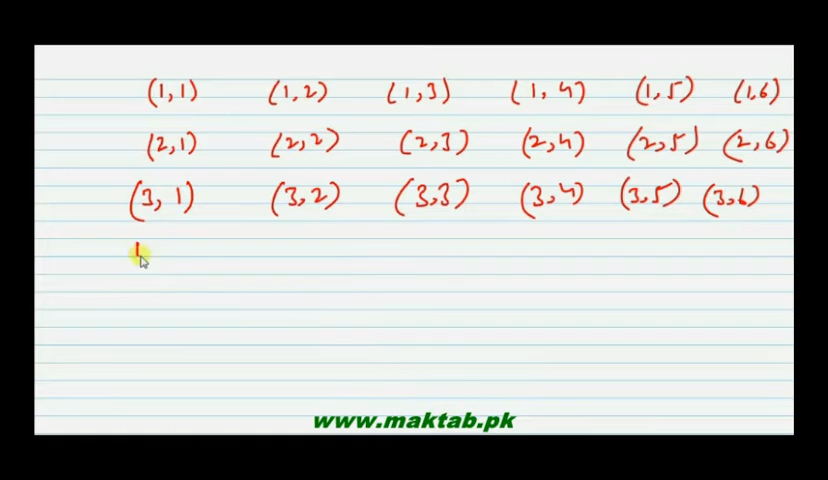 (1,1) (1,2) (1,3) (1,4) (1,5) (1,6)
(2,1) (2,2) (2,3) (2,4) (2,5) (2,6)
(3,1) (3,2) (3,3) (3,4) (3,5) (3,6)
www.maktab.pk